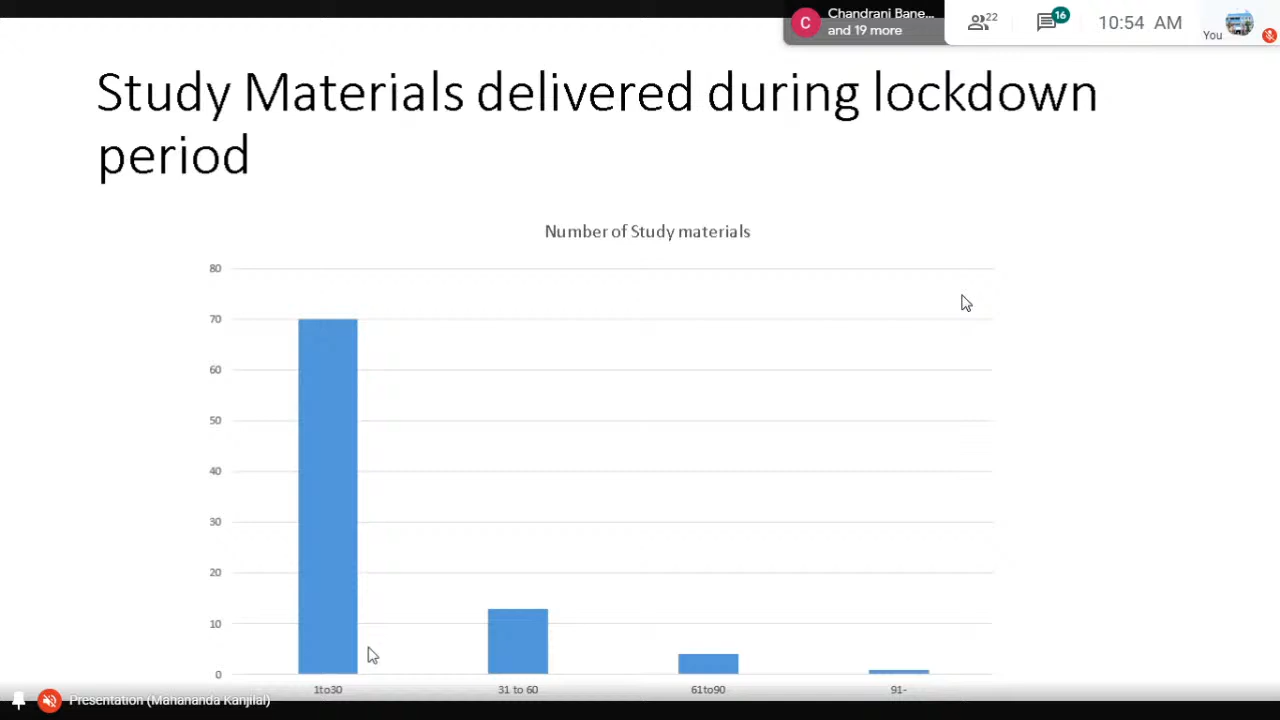 Chandrani Bane...
and 19 more
C
22
16
10:54 AM
You
Study Materials delivered during lockdown
period
Number of Study materials
80
70
60
50
40
30
20
10
0
1to30
31 to 60
61to90
91-
Presentation (Mahananda Kanjilal)